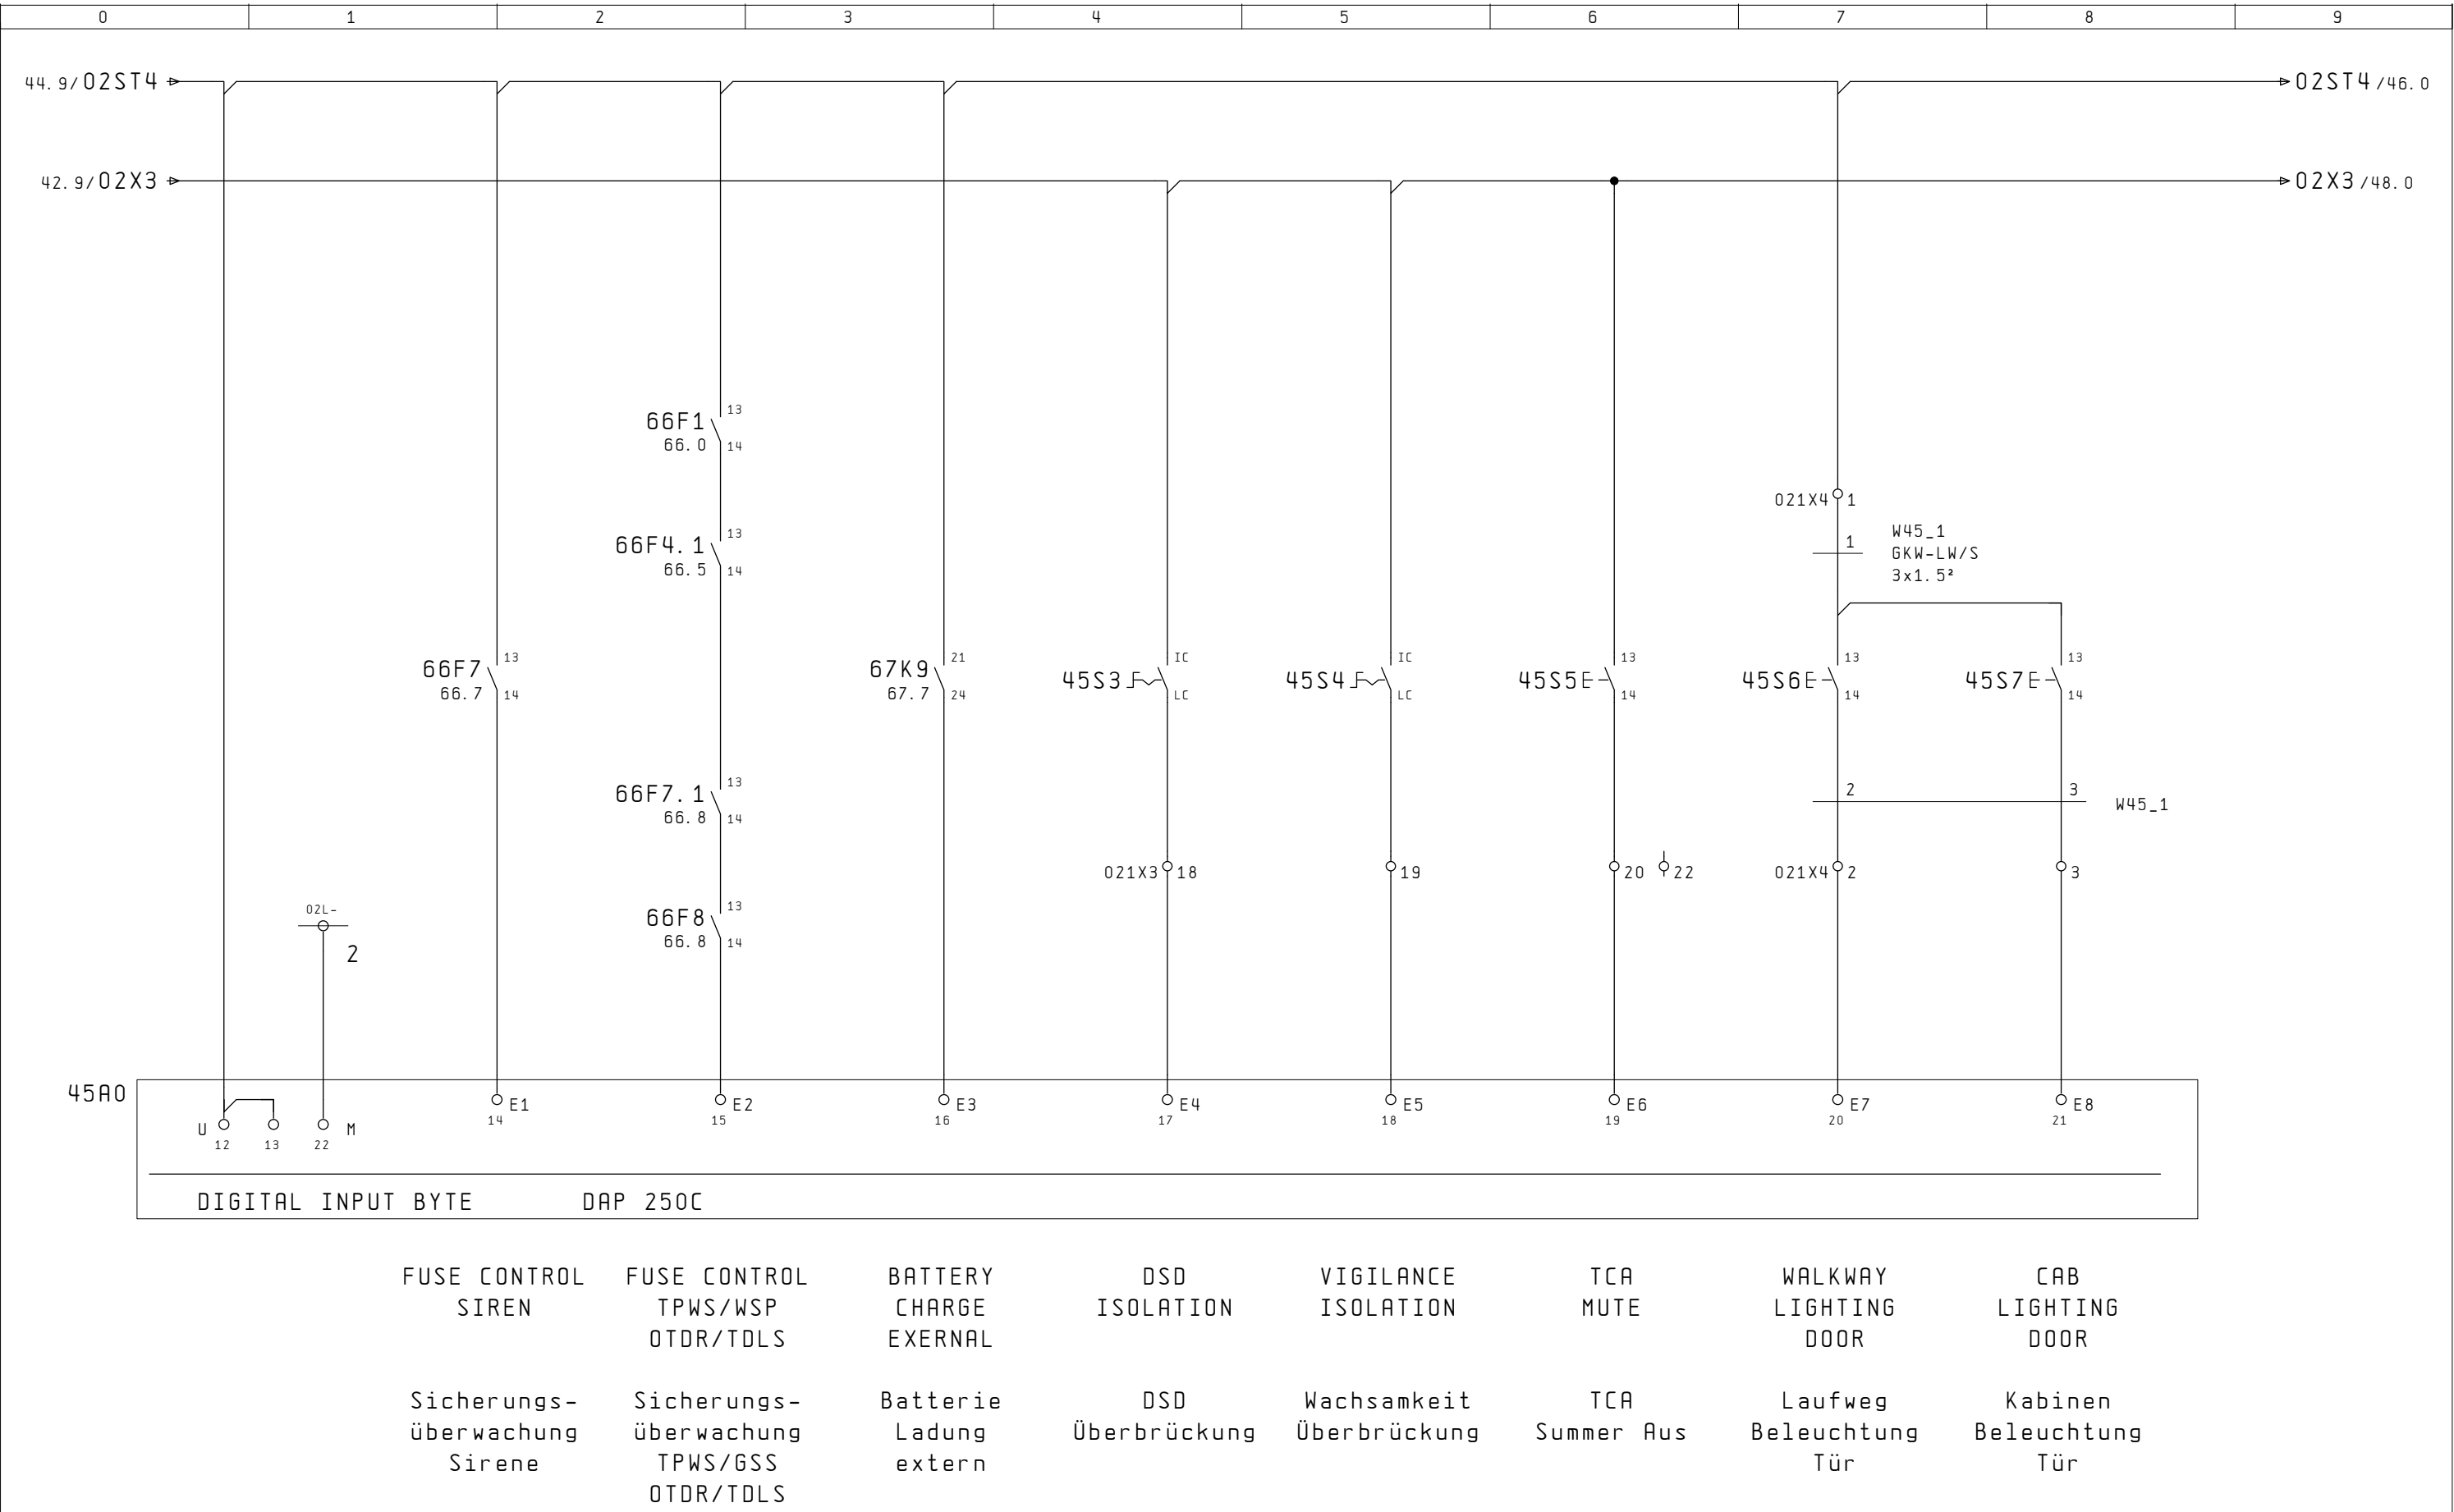 0 1 2 3 4 5 6 7 8 9
44.9/02ST4 02ST4/46.0
42.9/02X3 02X3/48.0
66F1 13
66.0 14
021X4 1
66F4.1 13
66.5 14
1 W45_1
GKW-LW/S
3x1.5²
66F7 13
66.7 14
67K9 21
67.7 24
45S3 IC
LC
45S4 IC
LC
45S5 13
14
45S6 13
14
45S7 13
14
66F7.1 13
66.8 14
2 3 W45_1
021X3 18 19 20 22 021X4 2 3
02L-
2
66F8 13
66.8 14
45A0
U 12 13 22 M
E1 E2 E3 E4 E5 E6 E7 E8
14 15 16 17 18 19 20 21
DIGITAL INPUT BYTE DAP 250C
FUSE CONTROL
SIREN
Sicherungs-
überwachung
Sirene
FUSE CONTROL
TPWS/WSP
OTDR/TDLS
Sicherungs-
überwachung
TPWS/GSS
OTDR/TDLS
BATTERY
CHARGE
EXERNAL
Batterie
Ladung
extern
DSD
ISOLATION
DSD
Überbrückung
VIGILANCE
ISOLATION
Wachsamkeit
Überbrückung
TCA
MUTE
TCA
Summer Aus
WALKWAY
LIGHTING
DOOR
Laufweg
Beleuchtung
Tür
CAB
LIGHTING
DOOR
Kabinen
Beleuchtung
Tür